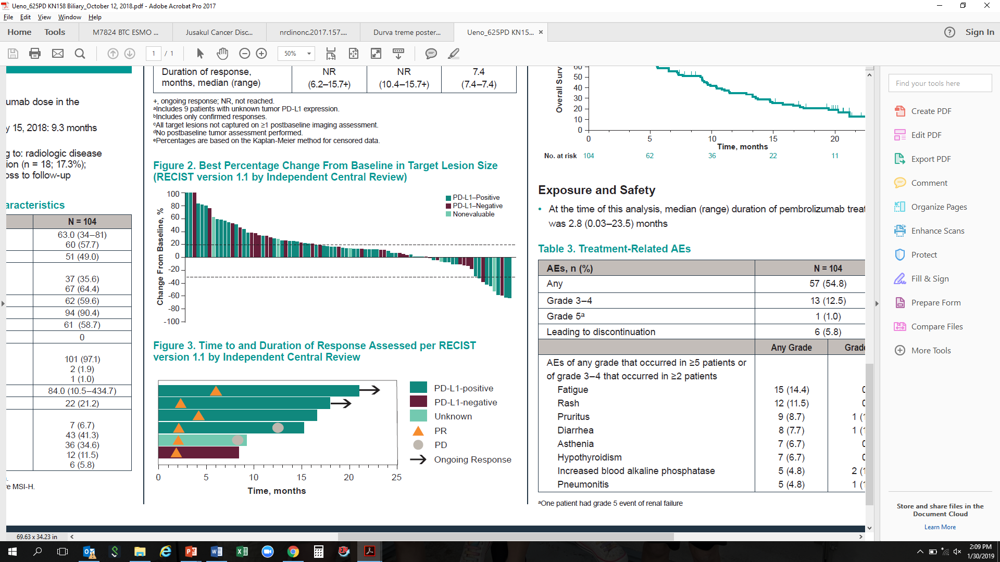 Ueno_625PD KN158 Biliary_October 12, 2018.pdf - Adobe Acrobat Pro 2017
File Edit View Window Help
Home Tools M7824 BTC ESMO ... Jusakul Cancer Disc... nrclinonc.2017.157.... Durva treme poster... Ueno_625PD KN15... × Sign In
1 / 1 50%
umab dose in the
y 15, 2018: 9.3 months
g to: radiologic disease
ion (n = 18; 17.3%);
oss to follow-up
aracteristics
N = 104
63.0 (34–81)
60 (57.7)
51 (49.0)
37 (35.6)
67 (64.4)
62 (59.6)
94 (90.4)
61 (58.7)
0
101 (97.1)
2 (1.9)
1 (1.0)
84.0 (10.5–434.7)
22 (21.2)
7 (6.7)
43 (41.3)
36 (34.6)
12 (11.5)
6 (5.8)
e MSI-H.
Duration of response, NR NR 7.4
months, median (range) (6.2–15.7+) (10.4–15.7+) (7.4–7.4)
+, ongoing response; NR, not reached.
aIncludes 9 patients with unknown tumor PD-L1 expression.
bIncludes only confirmed responses.
cAll target lesions not captured on ≥1 postbaseline imaging assessment.
dNo postbaseline tumor assessment performed.
ePercentages are based on the Kaplan-Meier method for censored data.
Figure 2. Best Percentage Change From Baseline in Target Lesion Size
(RECIST version 1.1 by Independent Central Review)
Change From Baseline, %
100
80
60
40
20
0
-20
-40
-60
-80
-100
PD-L1–Positive
PD-L1–Negative
Nonevaluable
Figure 3. Time to and Duration of Response Assessed per RECIST
version 1.1 by Independent Central Review
PD-L1-positive
PD-L1-negative
Unknown
PR
PD
Ongoing Response
0 5 10 15 20 25
Time, months
Overall Surv
60
50
40
30
20
10
0
0 5 10 15 20
Time, months
No. at risk 104 62 36 22 11
Exposure and Safety
• At the time of this analysis, median (range) duration of pembrolizumab treat
was 2.8 (0.03–23.5) months
Table 3. Treatment-Related AEs
AEs, n (%) N = 104
Any 57 (54.8)
Grade 3–4 13 (12.5)
Grade 5a 1 (1.0)
Leading to discontinuation 6 (5.8)
Any Grade Grade
AEs of any grade that occurred in ≥5 patients or
of grade 3–4 that occurred in ≥2 patients
Fatigue 15 (14.4) 0
Rash 12 (11.5) 0
Pruritus 9 (8.7) 1 (1
Diarrhea 8 (7.7) 1 (1
Asthenia 7 (6.7) 0
Hypothyroidism 7 (6.7) 0
Increased blood alkaline phosphatase 5 (4.8) 2 (1
Pneumonitis 5 (4.8) 1 (1
aOne patient had grade 5 event of renal failure
Find your tools here
Create PDF
Edit PDF
Export PDF
Comment
Organize Pages
Enhance Scans
Protect
Fill & Sign
Prepare Form
Compare Files
More Tools
Store and share files in the
Document Cloud
Learn More
69.63 x 34.23 in
2:09 PM
1/30/2019